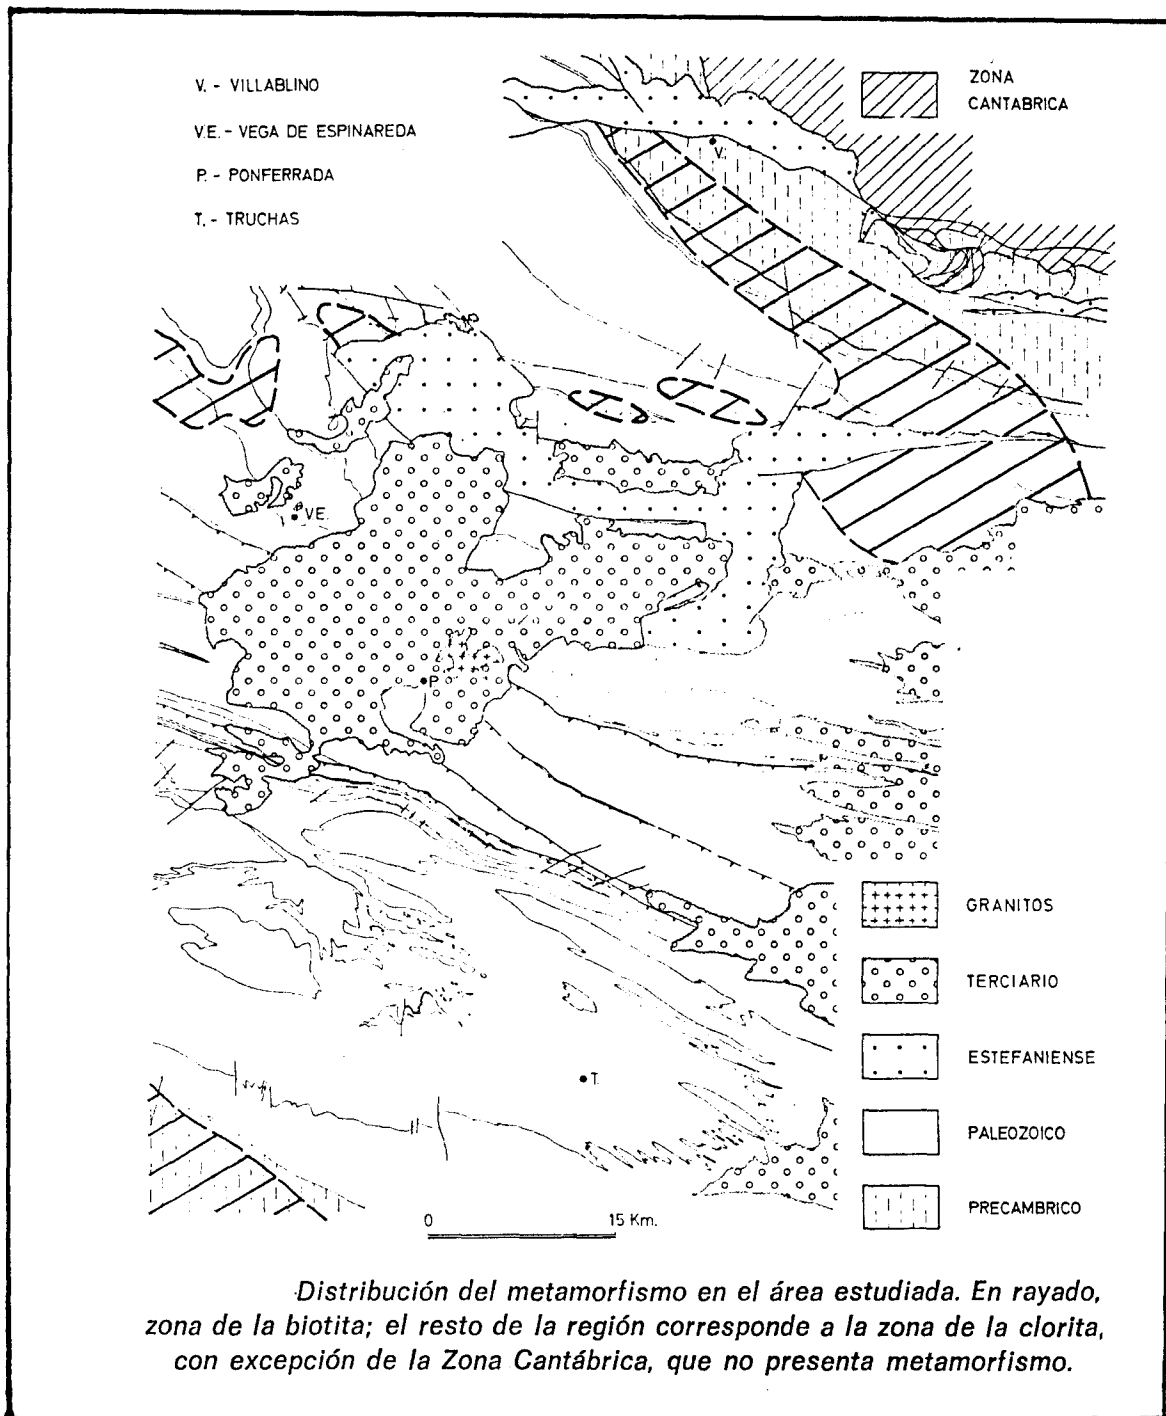 V. - VILLABLINO
V.E. - VEGA DE ESPINAREDA
P. - PONFERRADA
T. - TRUCHAS
ZONA
CANTABRICA
V.
V.E.
P.
T.
GRANITOS
TERCIARIO
ESTEFANIENSE
PALEOZOICO
PRECAMBRICO
0 15 Km.
Distribución del metamorfismo en el área estudiada. En rayado,
zona de la biotita; el resto de la región corresponde a la zona de la clorita,
con excepción de la Zona Cantábrica, que no presenta metamorfismo.